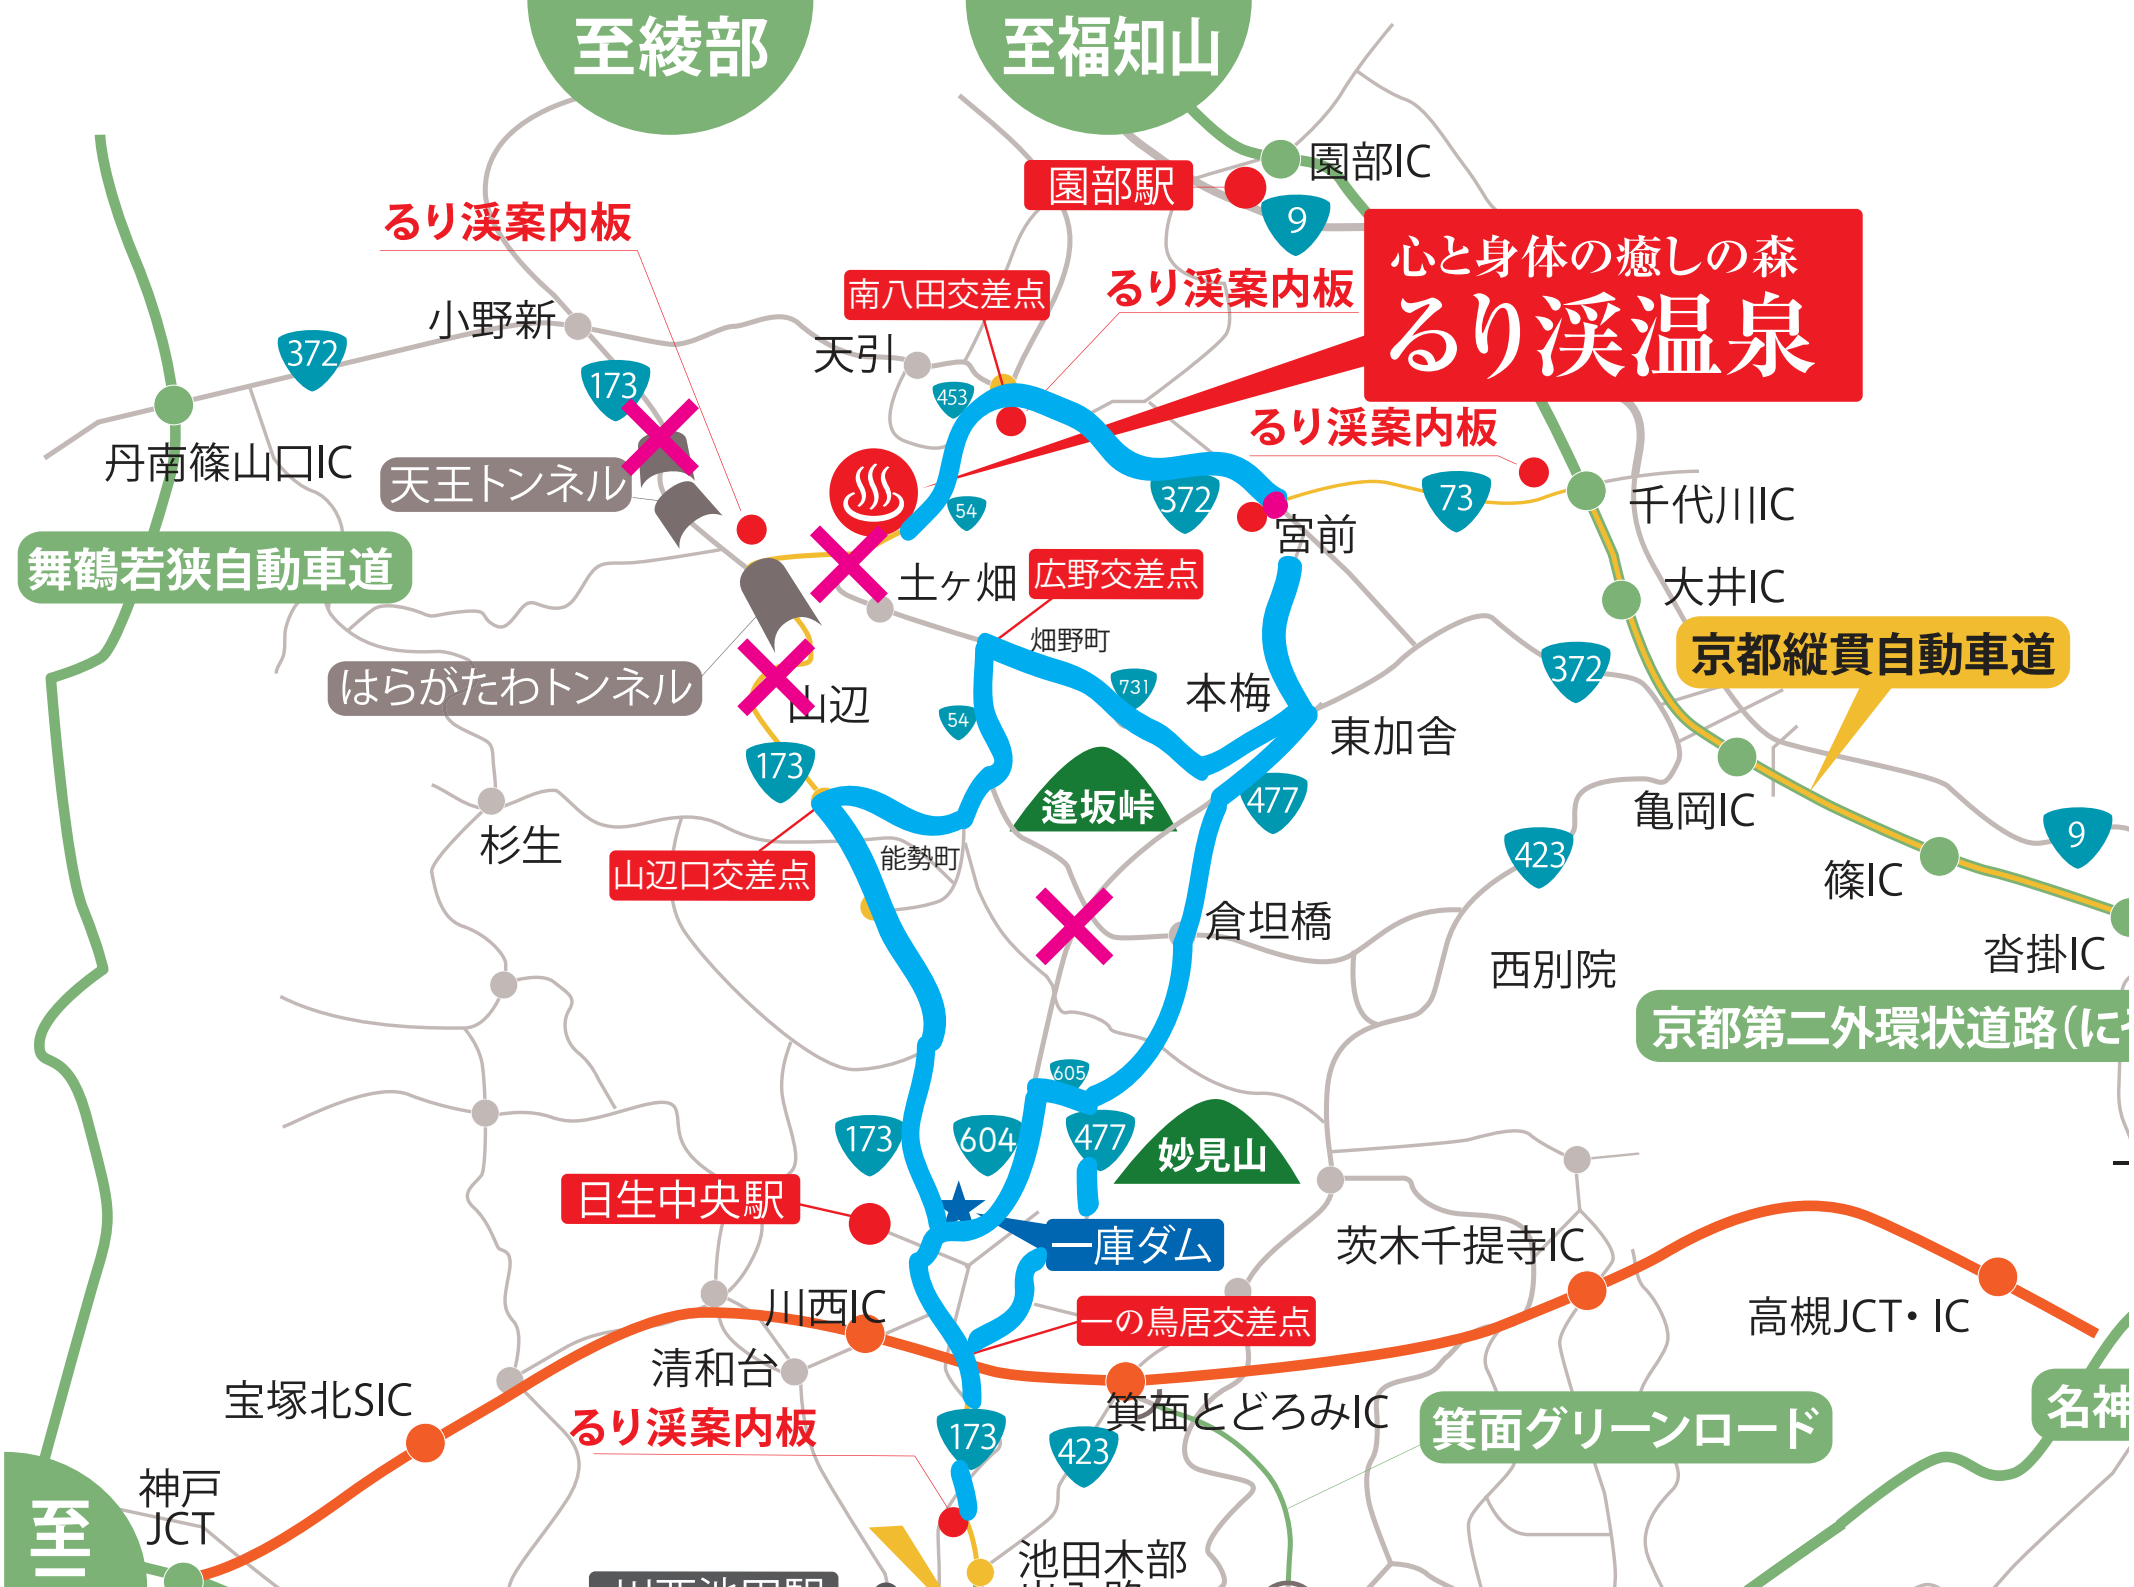 至綾部
至福知山
園部IC
園部駅
9
るり渓案内板
心と身体の癒しの森
るり渓温泉
南八田交差点
るり渓案内板
小野新
372
天引
173
453
るり渓案内板
丹南篠山口IC
天王トンネル
54
372
73
千代川IC
宮前
舞鶴若狭自動車道
土ヶ畑
広野交差点
大井IC
畑野町
京都縦貫自動車道
はらがたわトンネル
山辺
731
本梅
372
54
東加舎
173
逢坂峠
477
亀岡IC
9
杉生
能勢町
山辺口交差点
423
篠IC
倉垣橋
沓掛IC
西別院
京都第二外環状道路(に
605
173
604
477
妙見山
日生中央駅
一庫ダム
茨木千提寺IC
川西IC
一の鳥居交差点
高槻JCT・IC
清和台
宝塚北SIC
箕面とどろみIC
名神
るり渓案内板
173
423
箕面グリーンロード
神戸
JCT
至
池田木部
川西池田駅